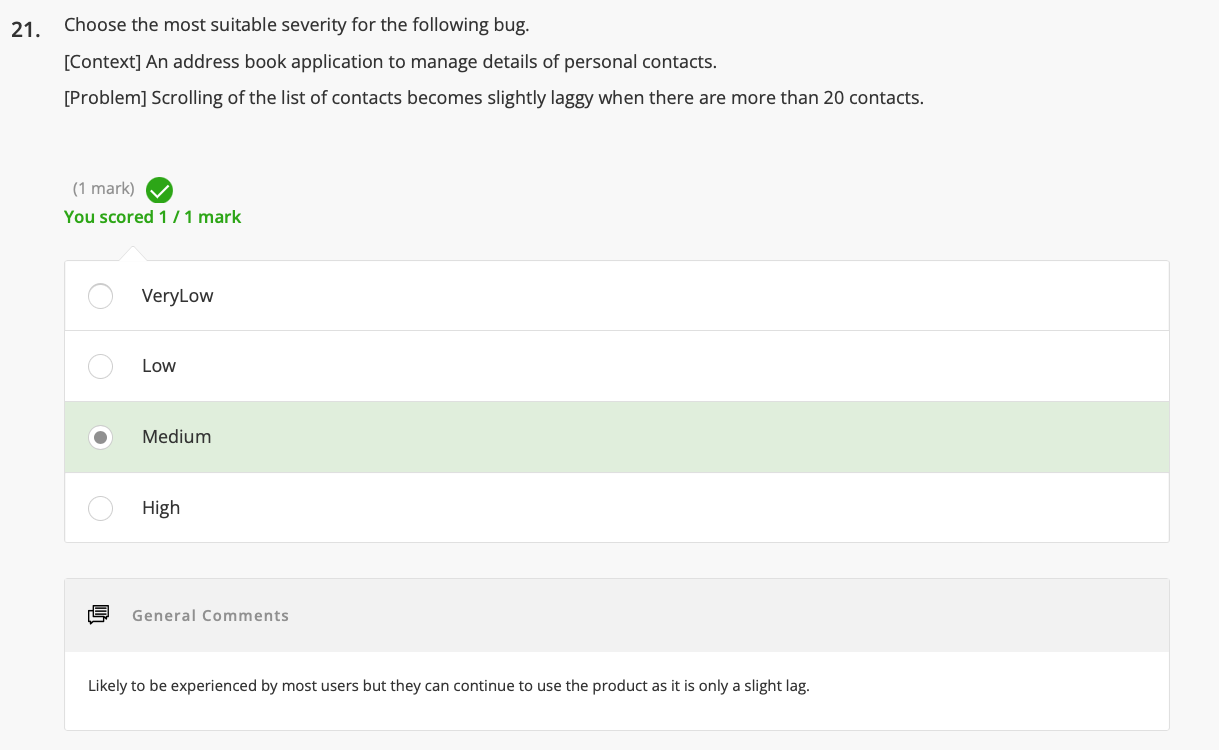 21. Choose the most suitable severity for the following bug.
[Context] An address book application to manage details of personal contacts.
[Problem] Scrolling of the list of contacts becomes slightly laggy when there are more than 20 contacts.
(1 mark)
You scored 1 / 1 mark
VeryLow
Low
Medium
High
General Comments
Likely to be experienced by most users but they can continue to use the product as it is only a slight lag.